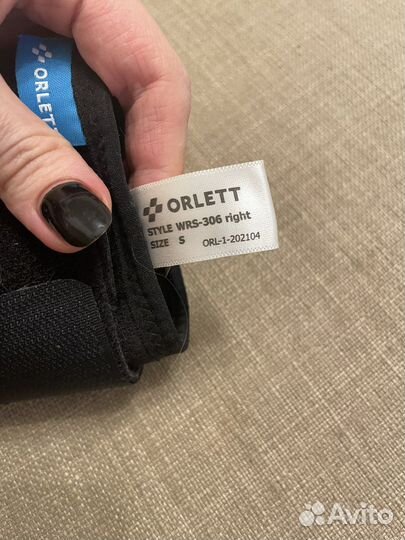 ORLETT
ORLETT
STYLE WRS-306 right
SIZE S ORL-1-202104
Avito